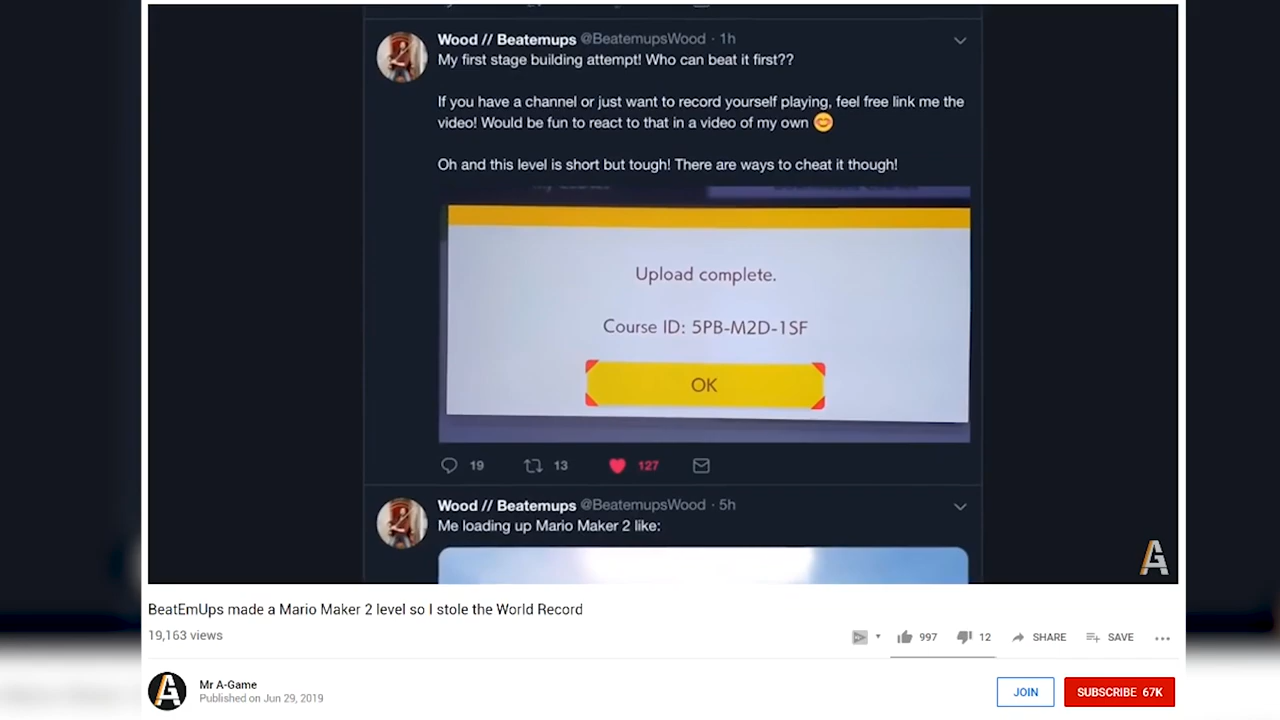 Wood // Beatemups @BeatemupsWood · 1h
My first stage building attempt! Who can beat it first??
If you have a channel or just want to record yourself playing, feel free link me the
video! Would be fun to react to that in a video of my own 😊
Oh and this level is short but tough! There are ways to cheat it though!
Upload complete.
Course ID: 5PB-M2D-1SF
OK
19 13 127
Wood // Beatemups @BeatemupsWood · 5h
Me loading up Mario Maker 2 like:
BeatEmUps made a Mario Maker 2 level so I stole the World Record
19,163 views
997 12 SHARE SAVE
Mr A-Game
Published on Jun 29, 2019
JOIN SUBSCRIBE 67K